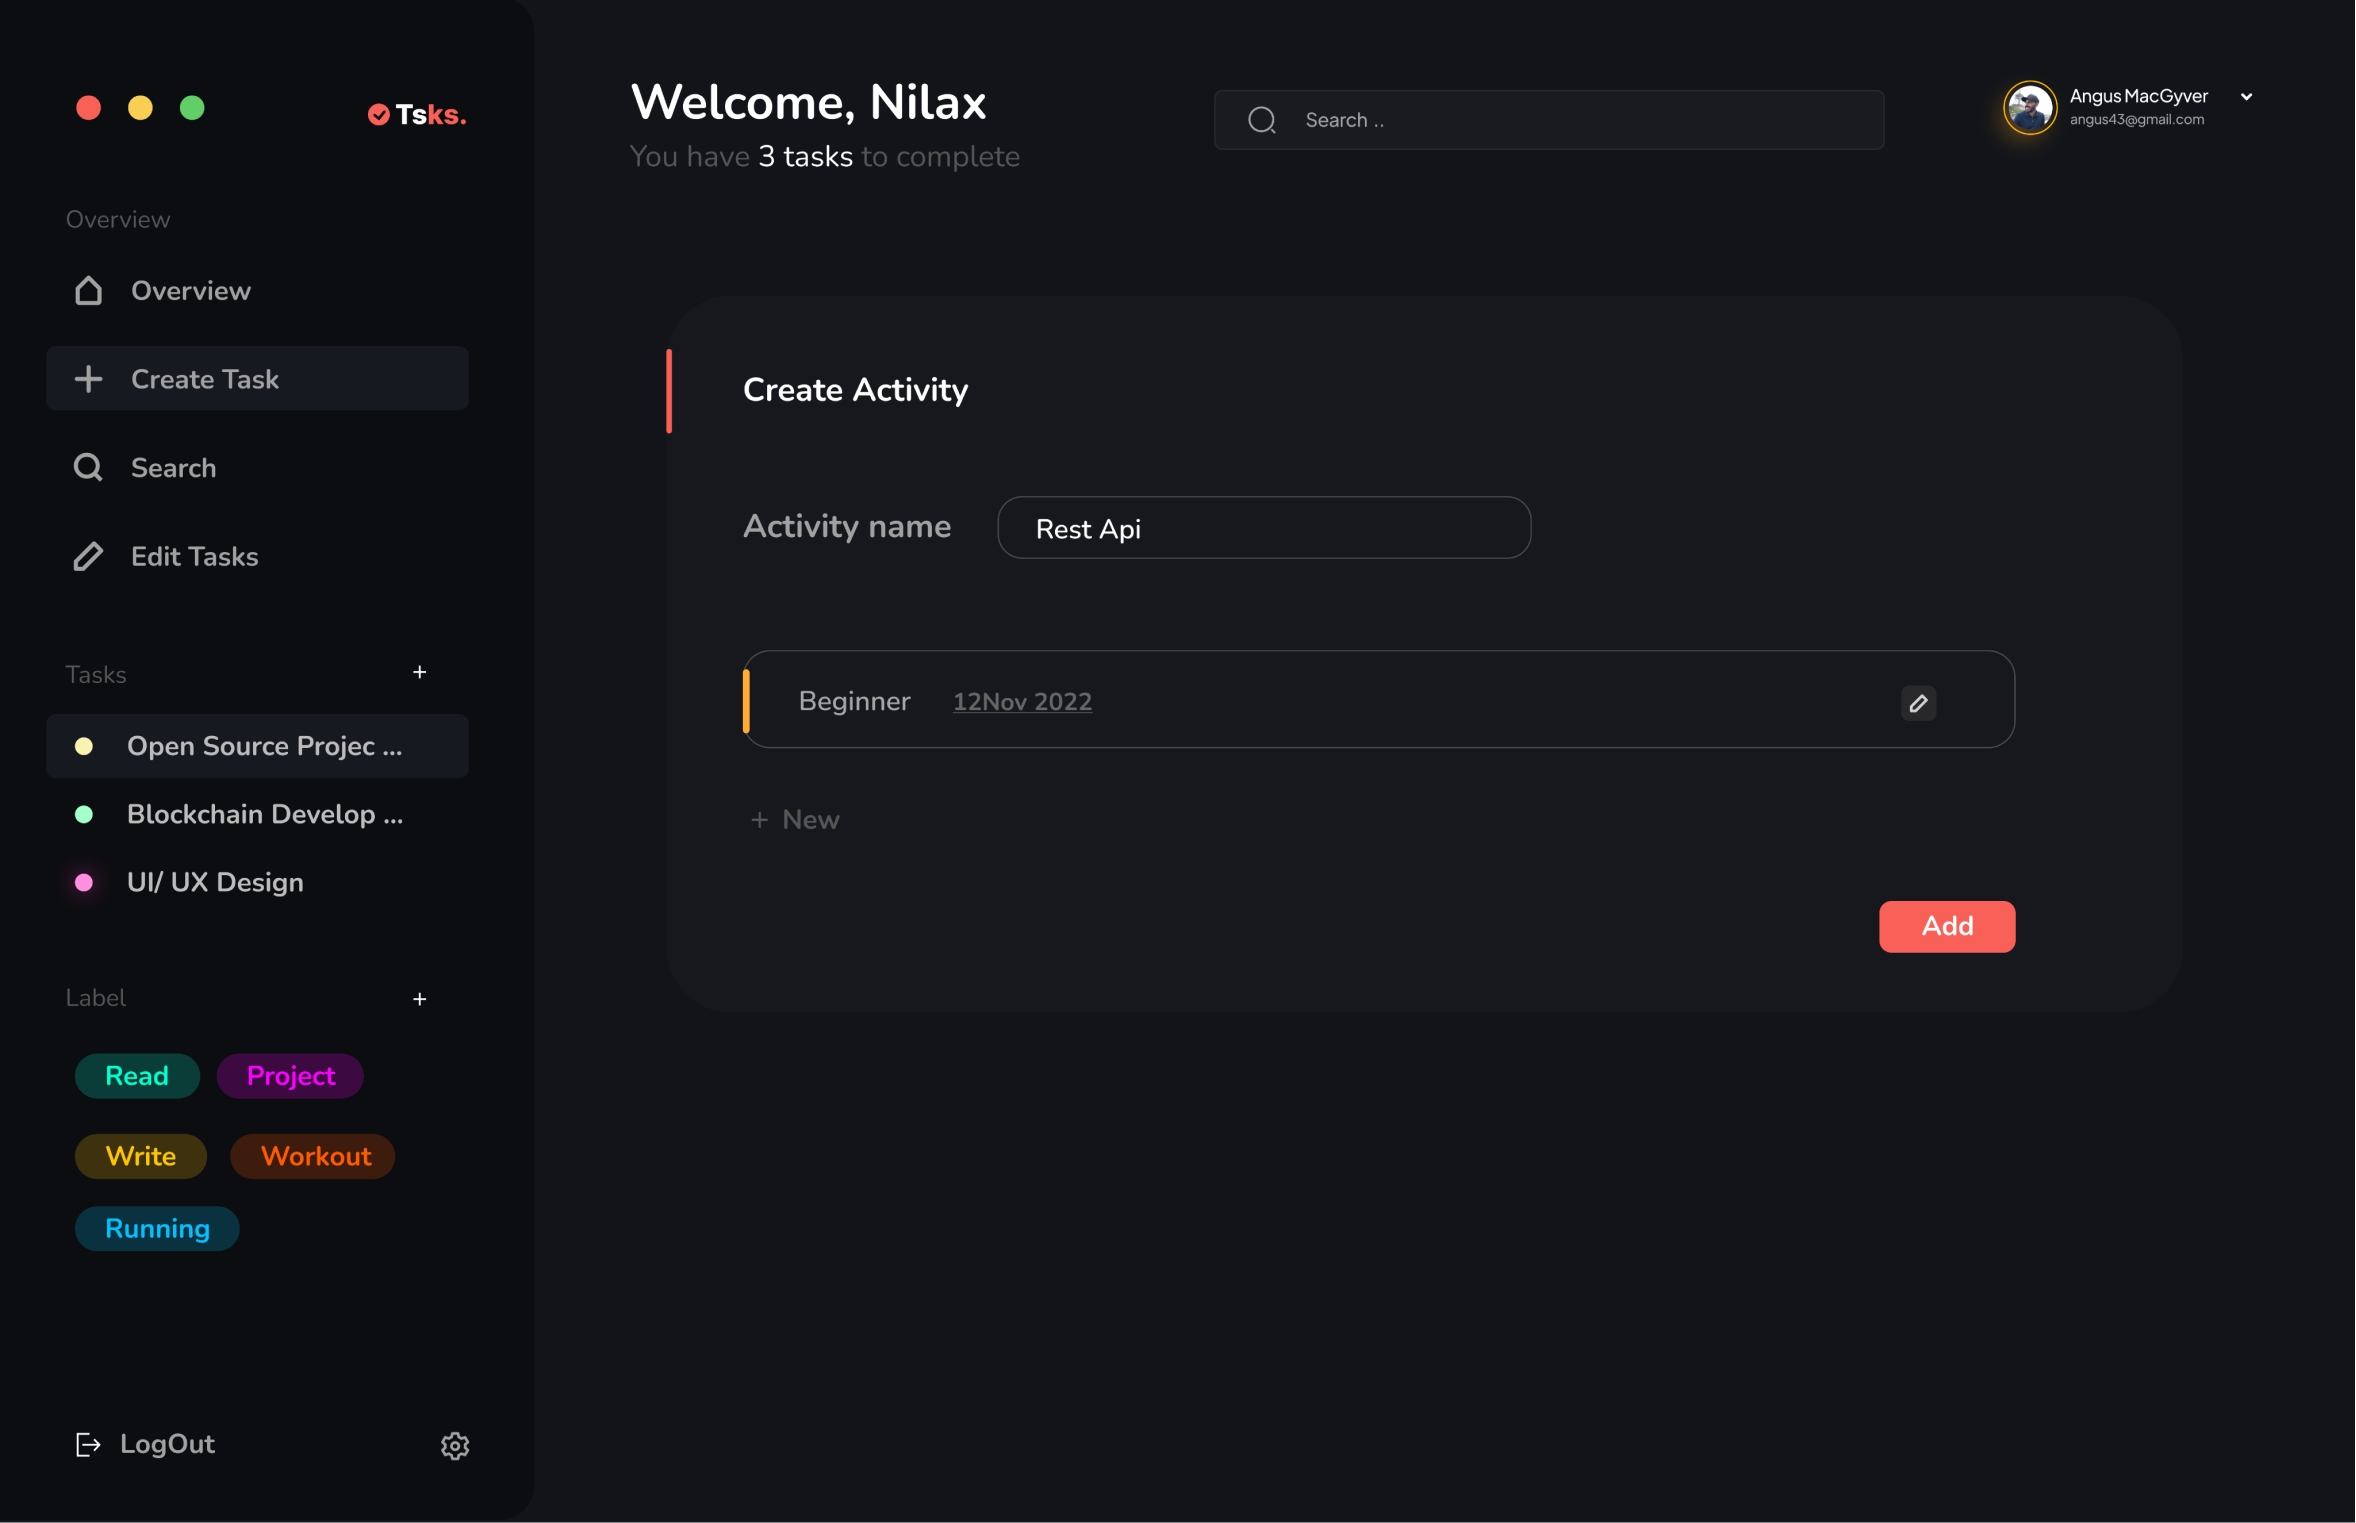 Tsks.
Overview
Overview
Create Task
Search
Edit Tasks
Tasks +
Open Source Projec ...
Blockchain Develop ...
UI/ UX Design
Label +
Read Project
Write Workout
Running
LogOut
Welcome, Nilax
You have 3 tasks to complete
Search ..
Angus MacGyver
angus43@gmail.com
Create Activity
Activity name Rest Api
Beginner 12Nov 2022
+ New
Add